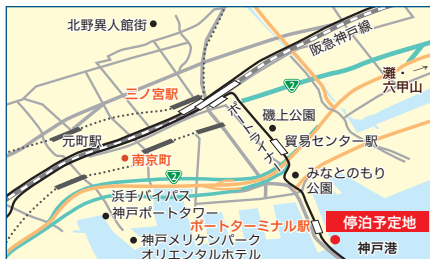 北野異人館街
阪急神戸線
三ノ宮駅
2
灘・
六甲山
ポートライナー
磯上公園
元町駅
貿易センター駅
南京町
2
みなとのもり
公園
浜手バイパス
神戸ポートタワー
ポートターミナル駅
停泊予定地
神戸メリケンパーク
オリエンタルホテル
神戸港